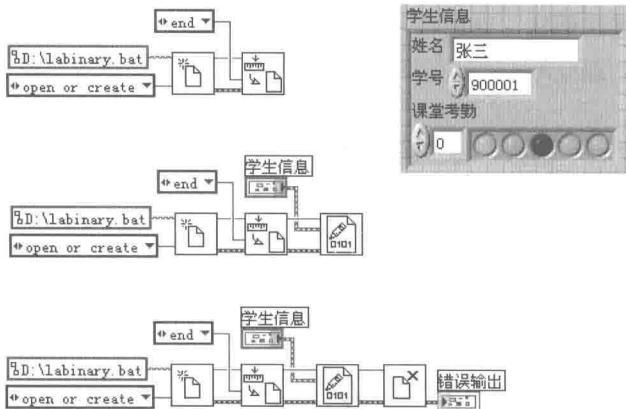 end
D:\labinary.bat
open or create
学生信息
姓名 张三
学号 900001
课堂考勤
0
学生信息
end
D:\labinary.bat
open or create
0101
学生信息
end
D:\labinary.bat
open or create
0101
错误输出